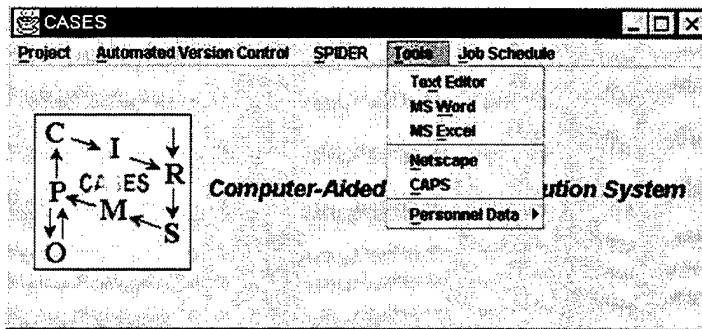 CASES
Project Automated Version Control SPIDER Tools Job Schedule
Text Editor
MS Word
MS Excel
Netscape
CAPS
Personnel Data
C I R
P CASES
M S
O
Computer-Aided ution System